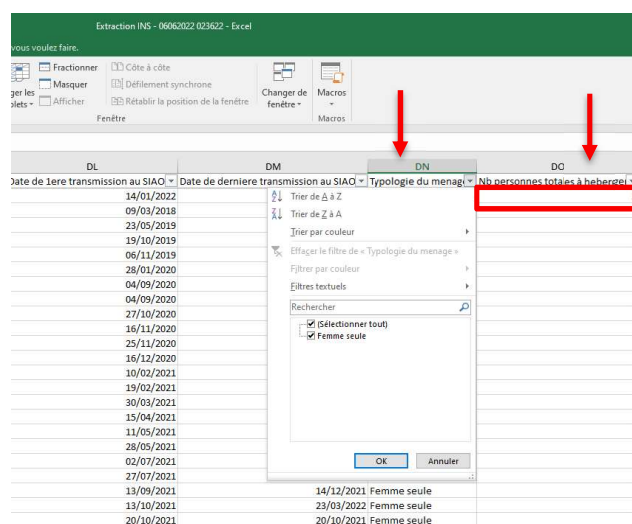 Extraction INS - 06062022 023622 - Excel
vous voulez faire.
Fractionner
Masquer
Afficher
Côte à côte
Défilement synchrone
Rétablir la position de la fenêtre
Changer de
fenêtre
Macros
Fenêtre
Macros
DL DM DN DO
Date de 1ere transmission au SIAO Date de derniere transmission au SIAO Typologie du menage Nb personnes totales à heberger
14/01/2022
09/03/2018
23/05/2019
19/10/2019
06/11/2019
28/01/2020
04/09/2020
04/09/2020
27/10/2020
16/11/2020
25/11/2020
16/12/2020
10/02/2021
19/02/2021
30/03/2021
15/04/2021
11/05/2021
28/05/2021
02/07/2021
27/07/2021
13/09/2021 14/12/2021 Femme seule
13/10/2021 23/03/2022 Femme seule
20/10/2021 20/10/2021 Femme seule
Trier de A à Z
Trier de Z à A
Trier par couleur
Effacer le filtre de « Typologie du menage »
Filtrer par couleur
Filtres textuels
Rechercher
(Sélectionner tout)
Femme seule
OK Annuler